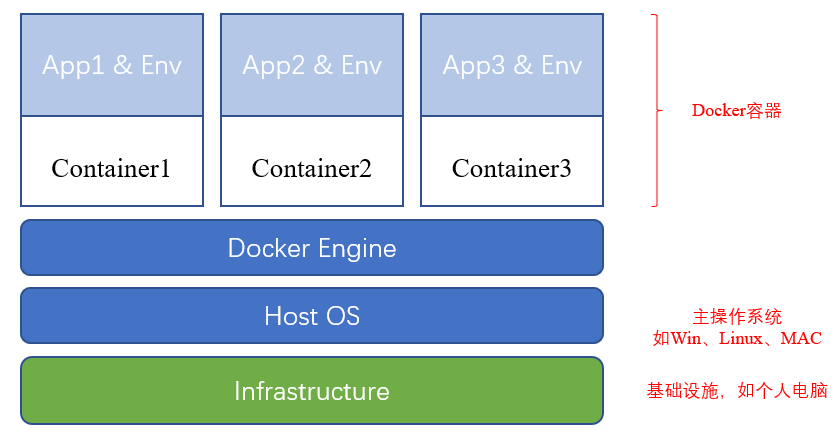 App1 & Env
App2 & Env
App3 & Env
Docker容器
Container1
Container2
Container3
Docker Engine
Host OS
主操作系统
如Win、Linux、MAC
Infrastructure
基础设施，如个人电脑